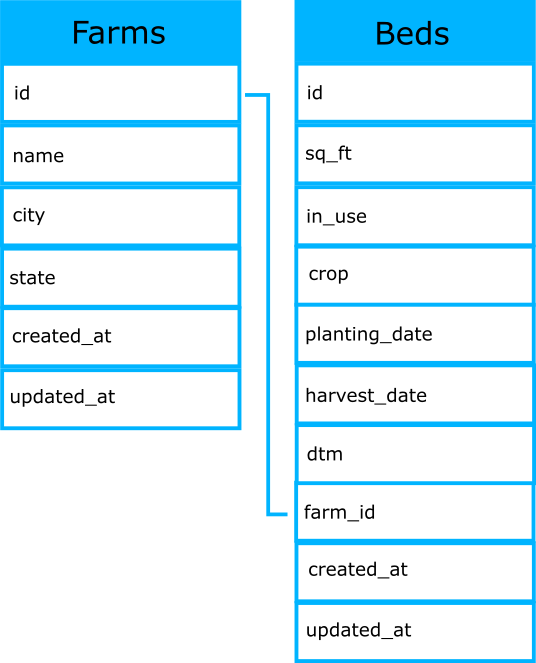 Farms
id
name
city
state
created_at
updated_at
Beds
id
sq_ft
in_use
crop
planting_date
harvest_date
dtm
farm_id
created_at
updated_at